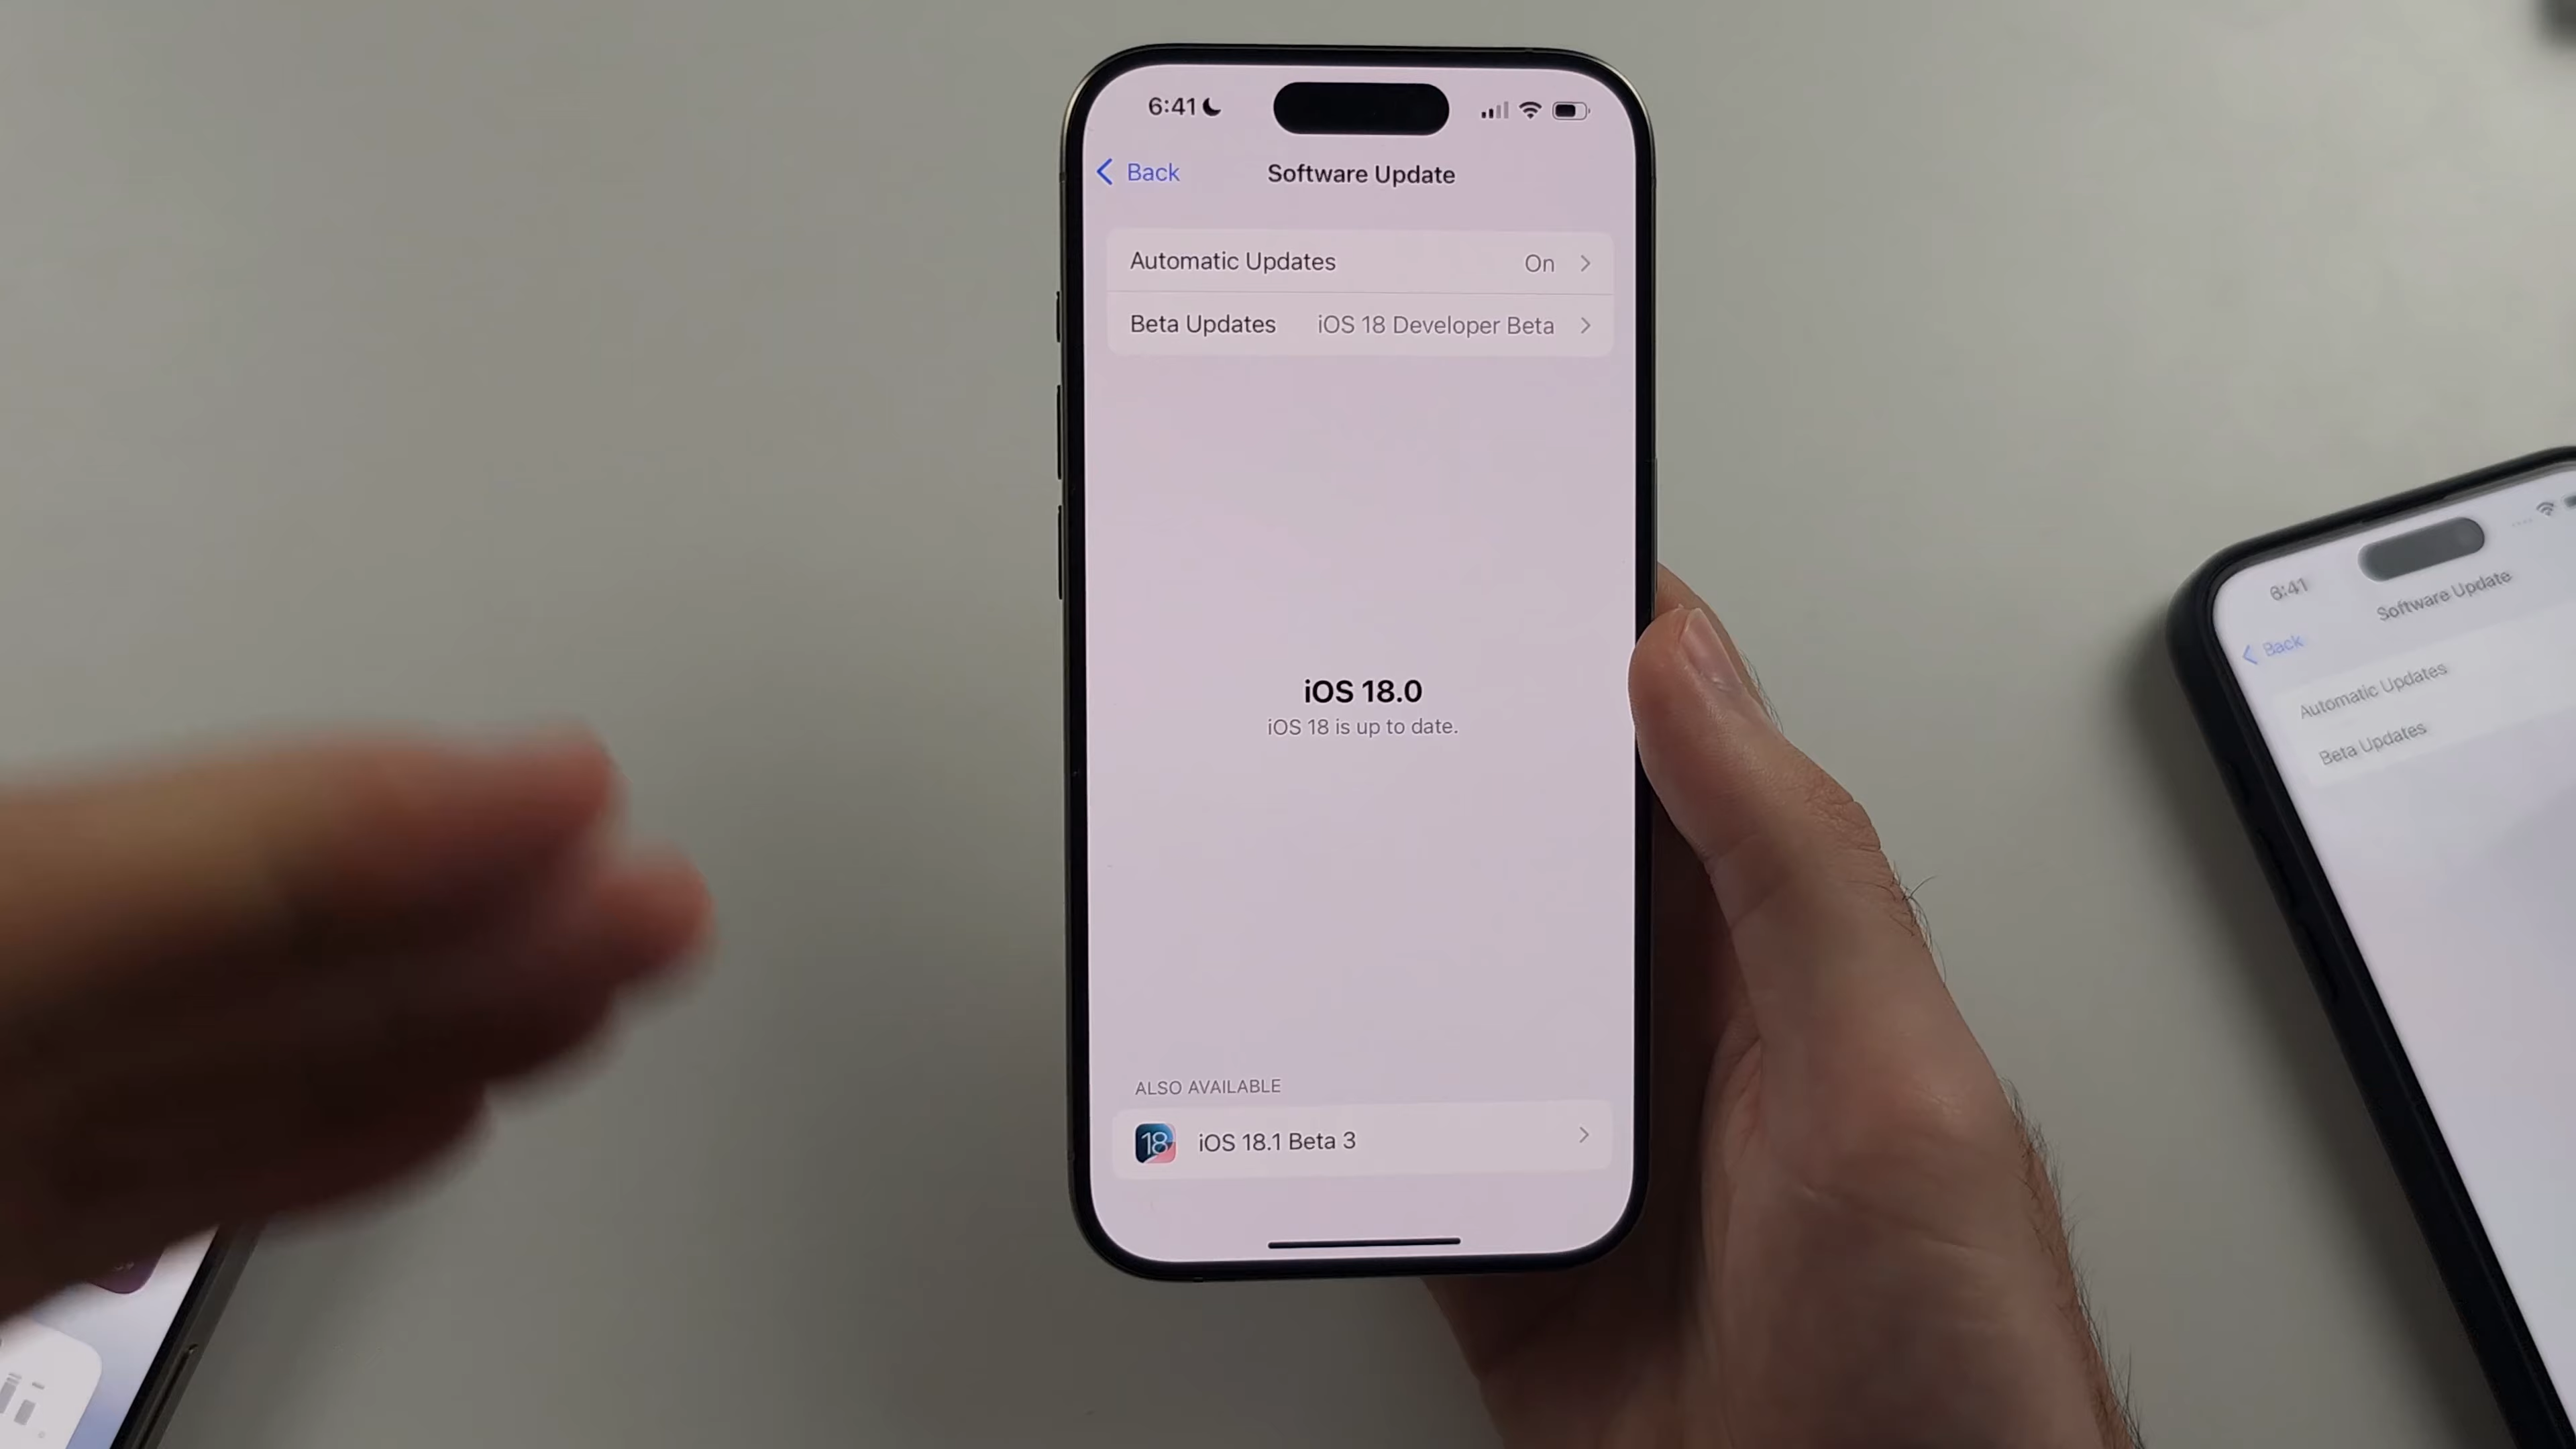 6:41
Back
Software Update
Automatic Updates
On
Beta Updates
iOS 18 Developer Beta
iOS 18.0
iOS 18 is up to date.
ALSO AVAILABLE
18
iOS 18.1 Beta 3
6:41
Software Update
Back
Automatic Updates
Beta Updates